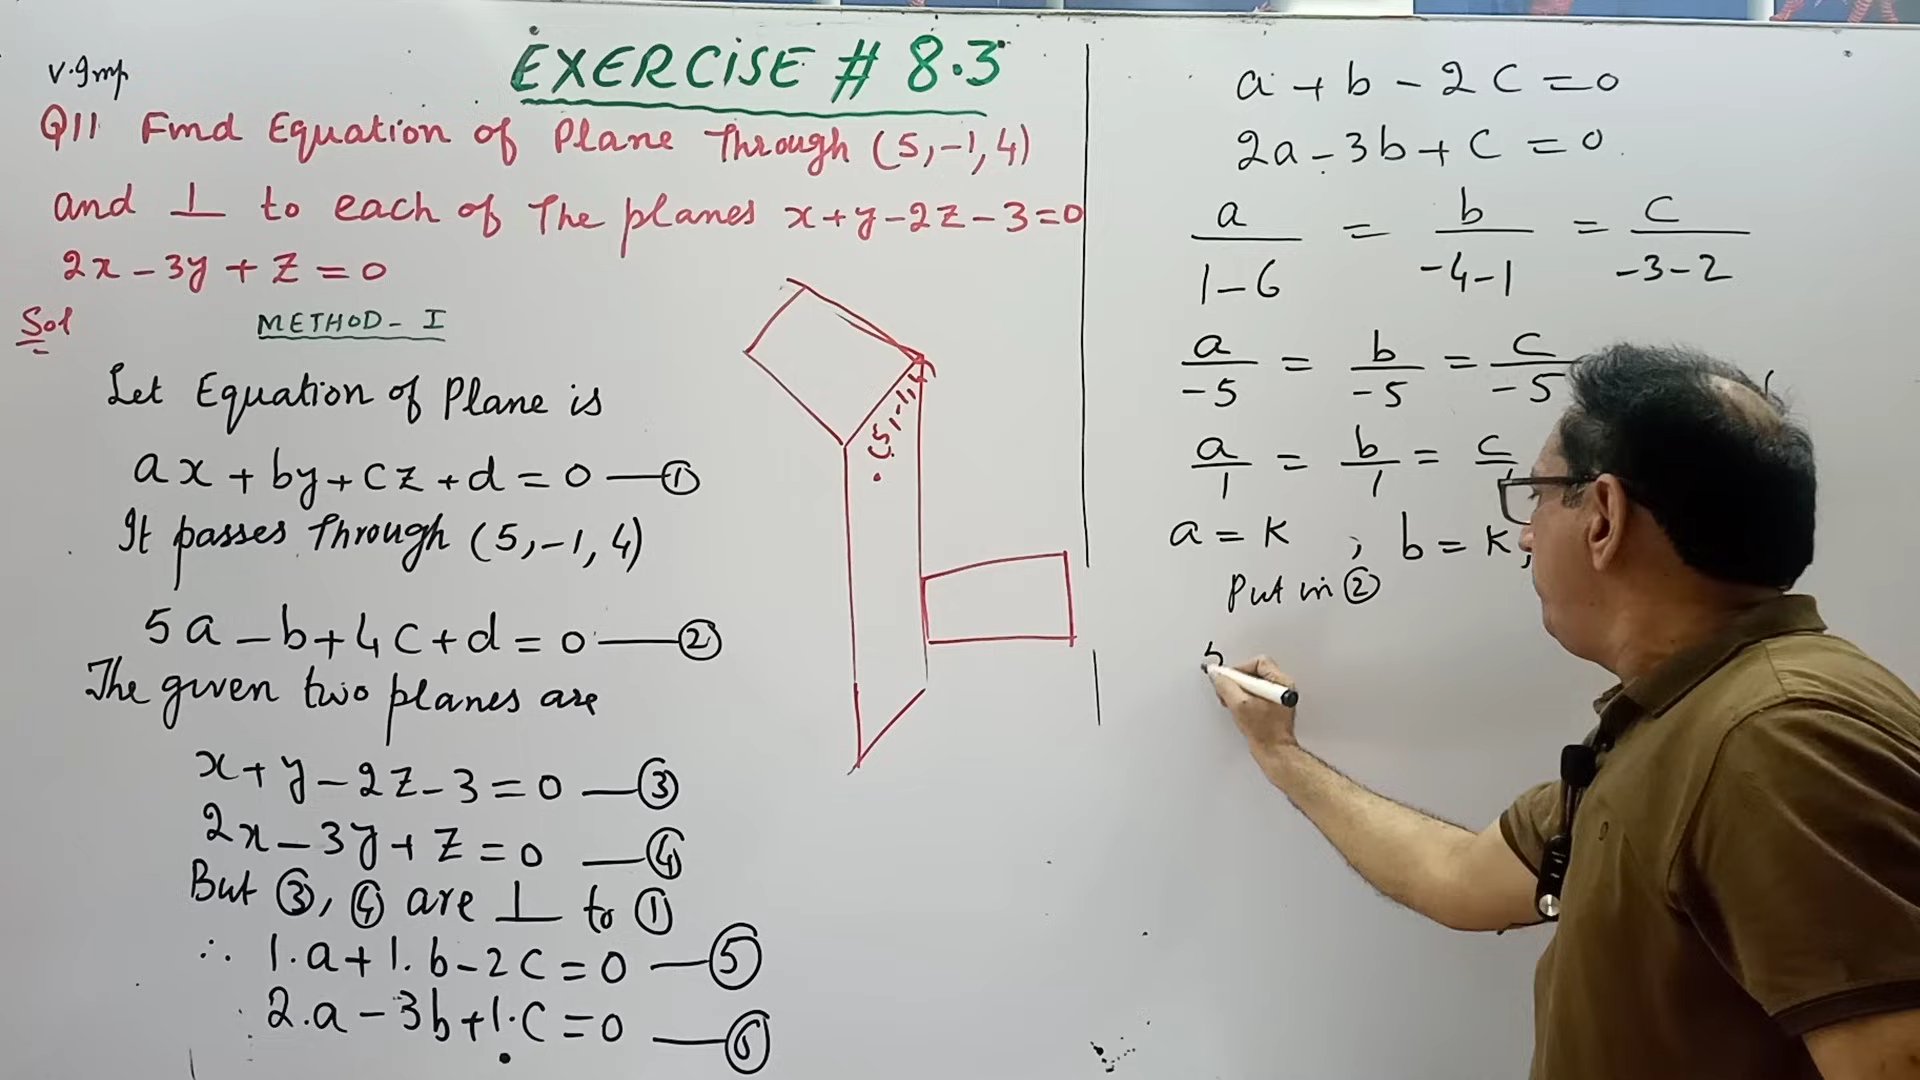 EXERCISE # 8.3
V.Imp
Q11 Find Equation of Plane Through (5,-1,4)
and ⊥ to each of The planes x+y-2z-3=0
2x-3y+z=0
Sol
METHOD-I
Let Equation of Plane is
ax+by+cz+d=0 —①
It passes Through (5,-1,4)
5a-b+4c+d=0 —②
The given two planes are
x+y-2z-3=0 —③
2x-3y+z=0 —④
But ③, ④ are ⊥ to ①
∴ 1.a+1.b-2c=0 —⑤
2.a-3b+1.c=0 —⑥
.(5,-1,4
a+b-2c=0
2a-3b+c=0
a/1-6 = b/-4-1 = c/-3-2
a/-5 = b/-5 = c/-5
a/1 = b/1 = c/1
a=k ; b=k,
Put in ②
5